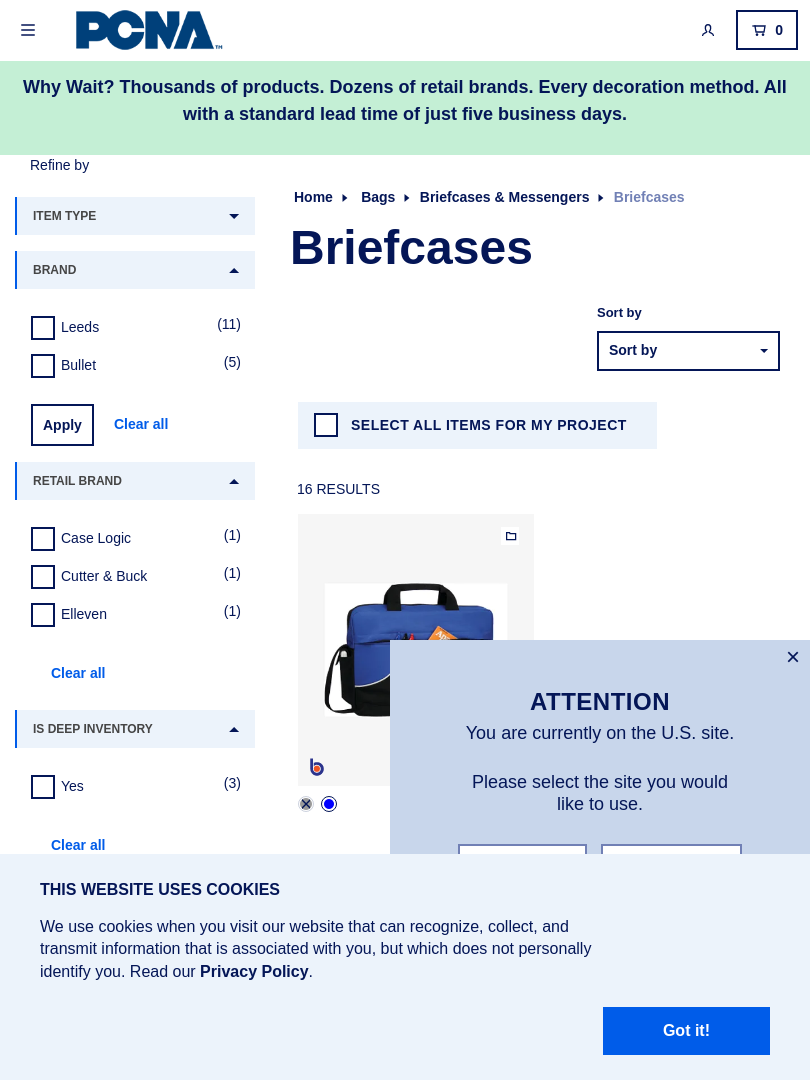 PCNA™
0
Why Wait? Thousands of products. Dozens of retail brands. Every decoration method. All
with a standard lead time of just five business days.
Refine by
ITEM TYPE
BRAND
Leeds (11)
Bullet (5)
Apply Clear all
RETAIL BRAND
Case Logic (1)
Cutter & Buck (1)
Elleven (1)
Clear all
IS DEEP INVENTORY
Yes (3)
Clear all
Home Bags Briefcases & Messengers Briefcases
Briefcases
Sort by
Sort by
SELECT ALL ITEMS FOR MY PROJECT
16 RESULTS
b
ATTENTION
You are currently on the U.S. site.
Please select the site you would
like to use.
THIS WEBSITE USES COOKIES
We use cookies when you visit our website that can recognize, collect, and
transmit information that is associated with you, but which does not personally
identify you. Read our Privacy Policy.
Got it!